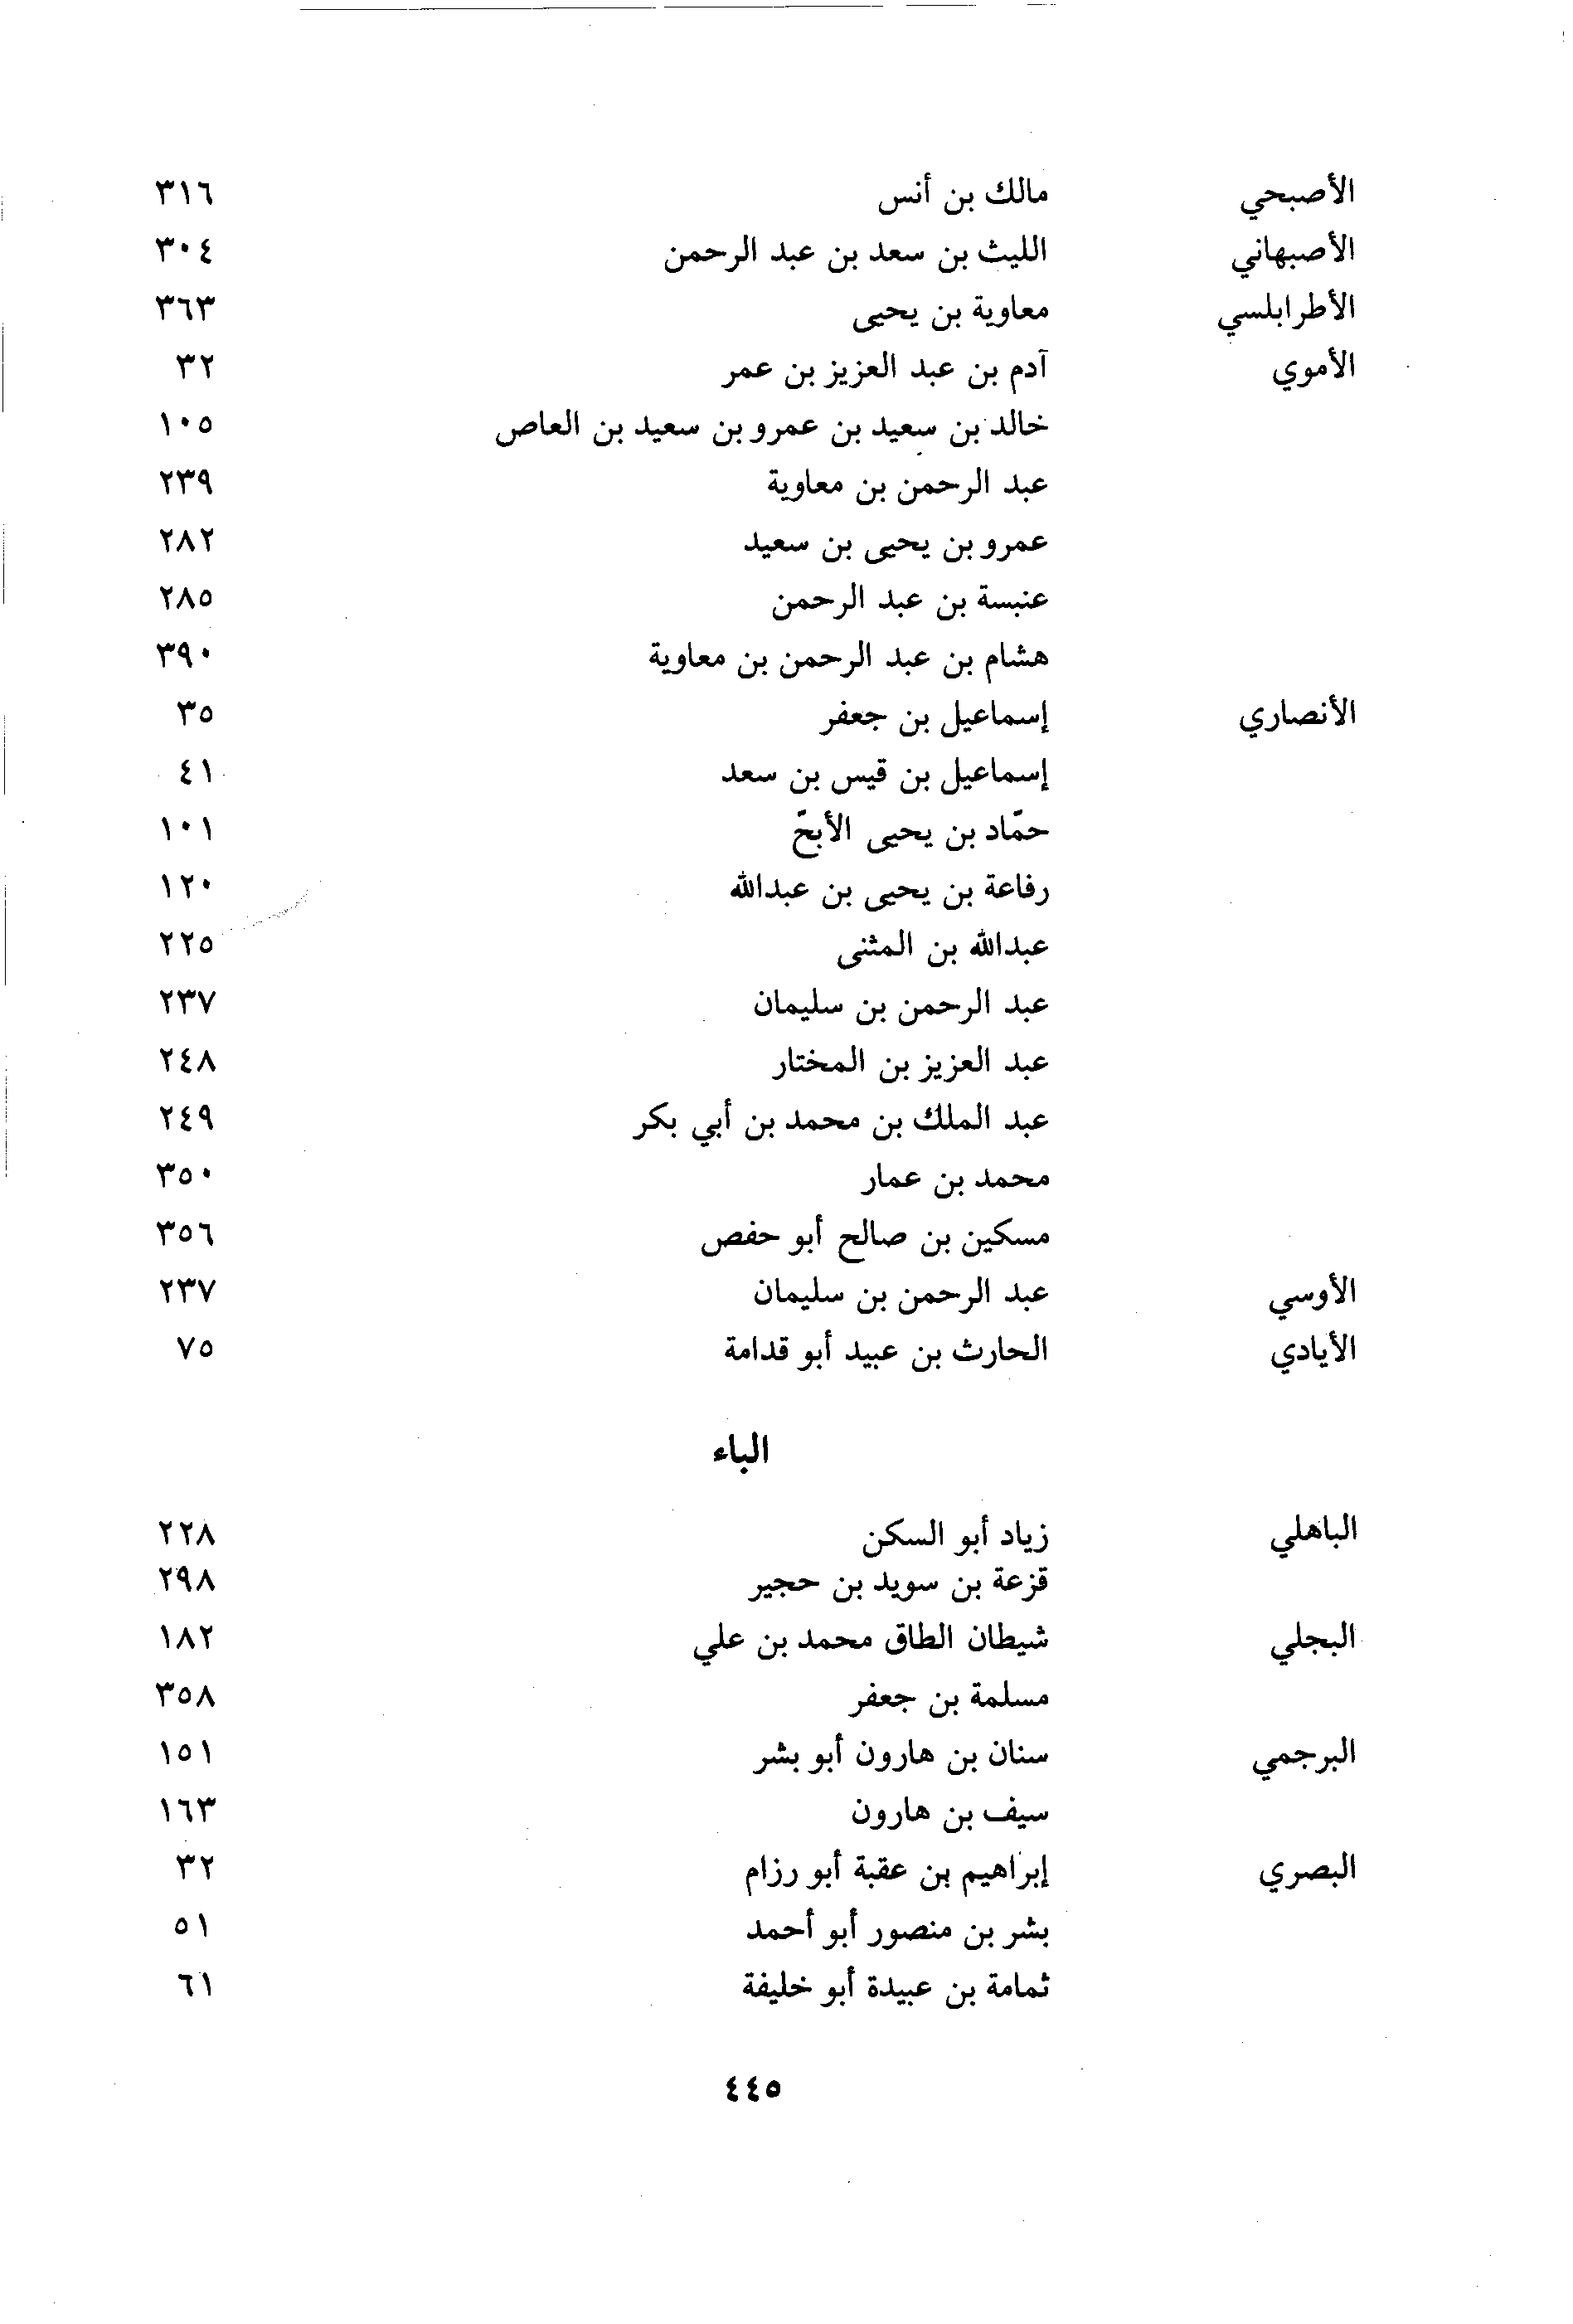 الأصبحي مالك بن أنس ٣١٦
الأصبهاني الليث بن سعد بن عبد الرحمن ٣٠٤
الأطرابلسي معاوية بن يحيى ٣٦٣
الأموي آدم بن عبد العزيز بن عمر ٣٢
خالد بن سعيد بن عمرو بن سعيد بن العاص ١٠٥
عبد الرحمن بن معاوية ٢٣٩
عمرو بن يحيى بن سعيد ٢٨٢
عنبسة بن عبد الرحمن ٢٨٥
هشام بن عبد الرحمن بن معاوية ٣٩٠
الأنصاري إسماعيل بن جعفر ٣٥
إسماعيل بن قيس بن سعد ٤١
حمّاد بن يحيى الأبحّ ١٠١
رفاعة بن يحيى بن عبدالله ١٢٠
عبدالله بن المثنى ٢٢٥
عبد الرحمن بن سليمان ٢٣٧
عبد العزيز بن المختار ٢٤٨
عبد الملك بن محمد بن أبي بكر ٢٤٩
محمد بن عمار ٣٥٠
مسكين بن صالح أبو حفص ٣٥٦
الأوسي عبد الرحمن بن سليمان ٢٣٧
الأيادي الحارث بن عبيد أبو قدامة ٧٥
الباء
الباهلي زياد أبو السكن ٢٢٨
قزعة بن سويد بن حجير ٢٩٨
البجلي شيطان الطاق محمد بن علي ١٨٢
مسلمة بن جعفر ٣٥٨
البرجمي سنان بن هارون أبو بشر ١٥١
سيف بن هارون ١٦٣
البصري إبراهيم بن عقبة أبو رزام ٣٢
بشر بن منصور أبو أحمد ٥١
ثمامة بن عبيدة أبو خليفة ٦١
٤٤٥